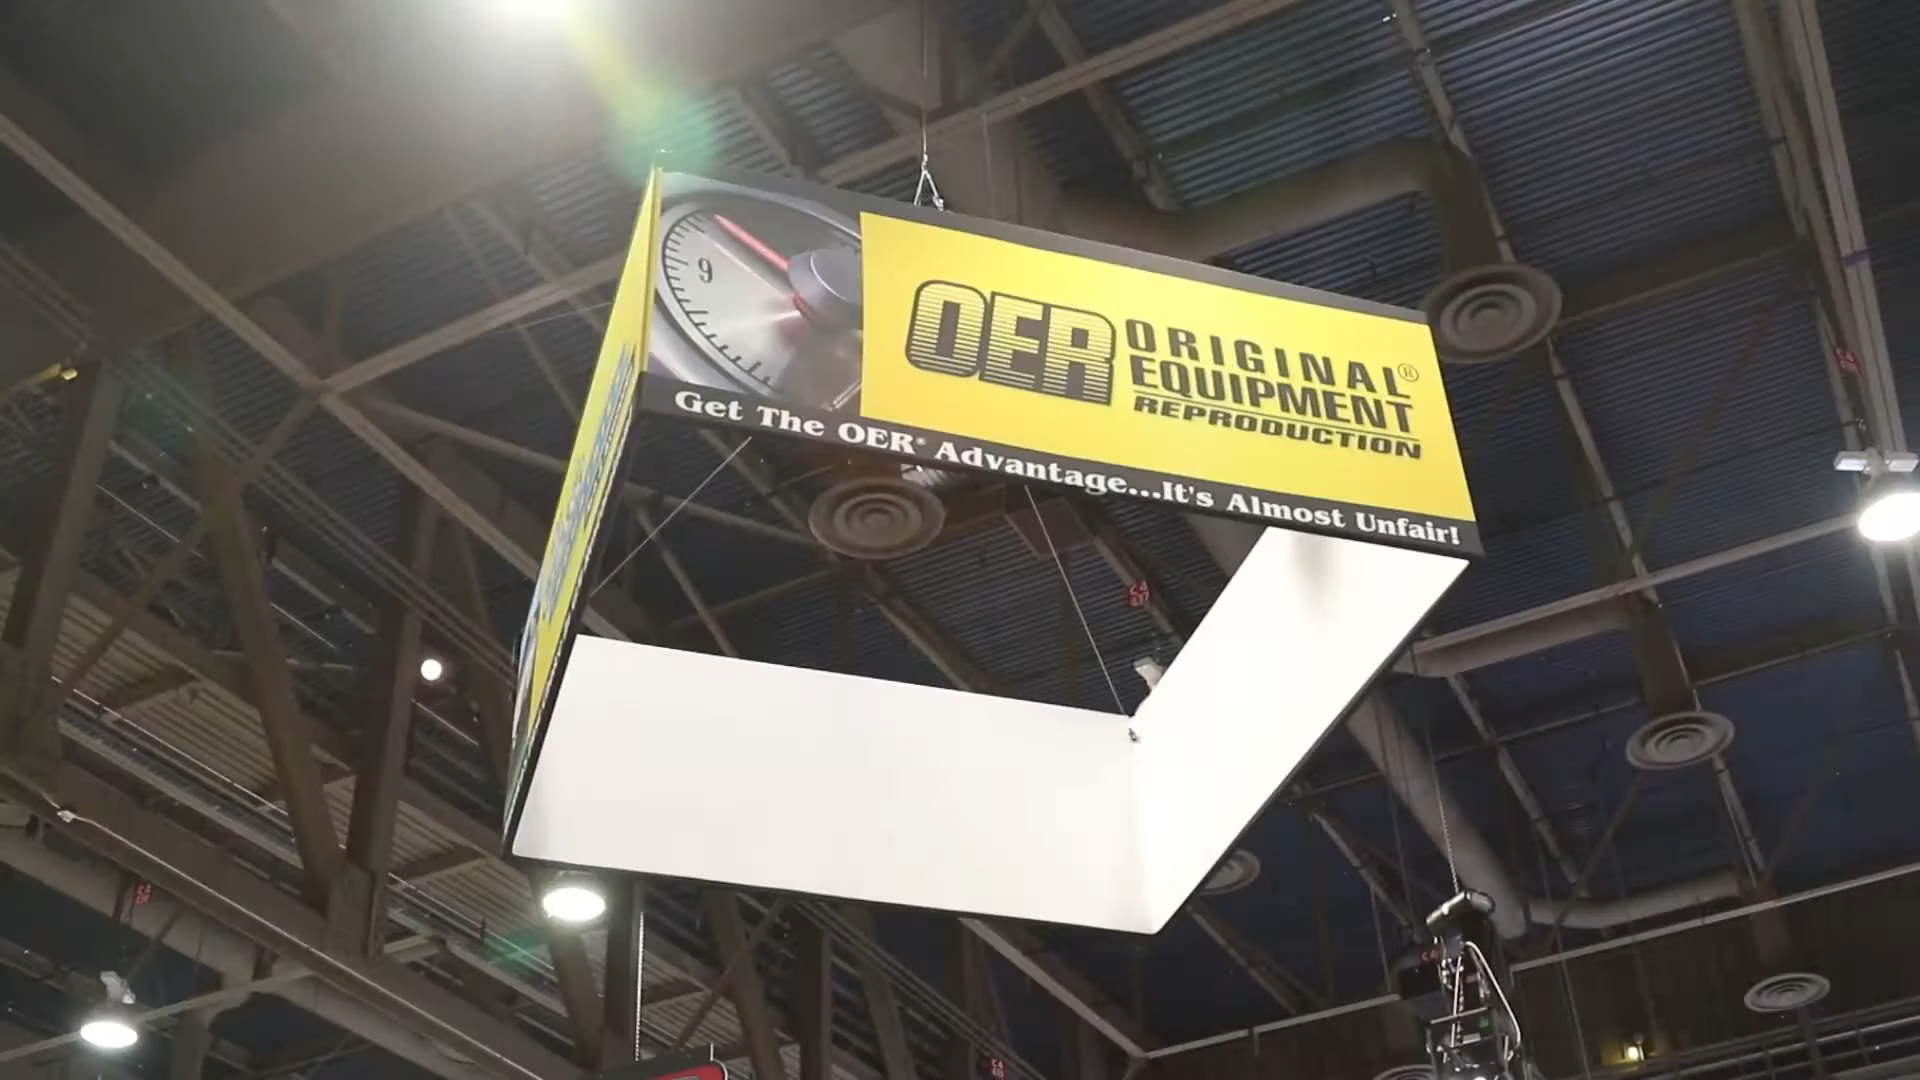 9
OER
ORIGINAL
EQUIPMENT®
REPRODUCTION
Get The OER® Advantage...It's Almost Unfair!